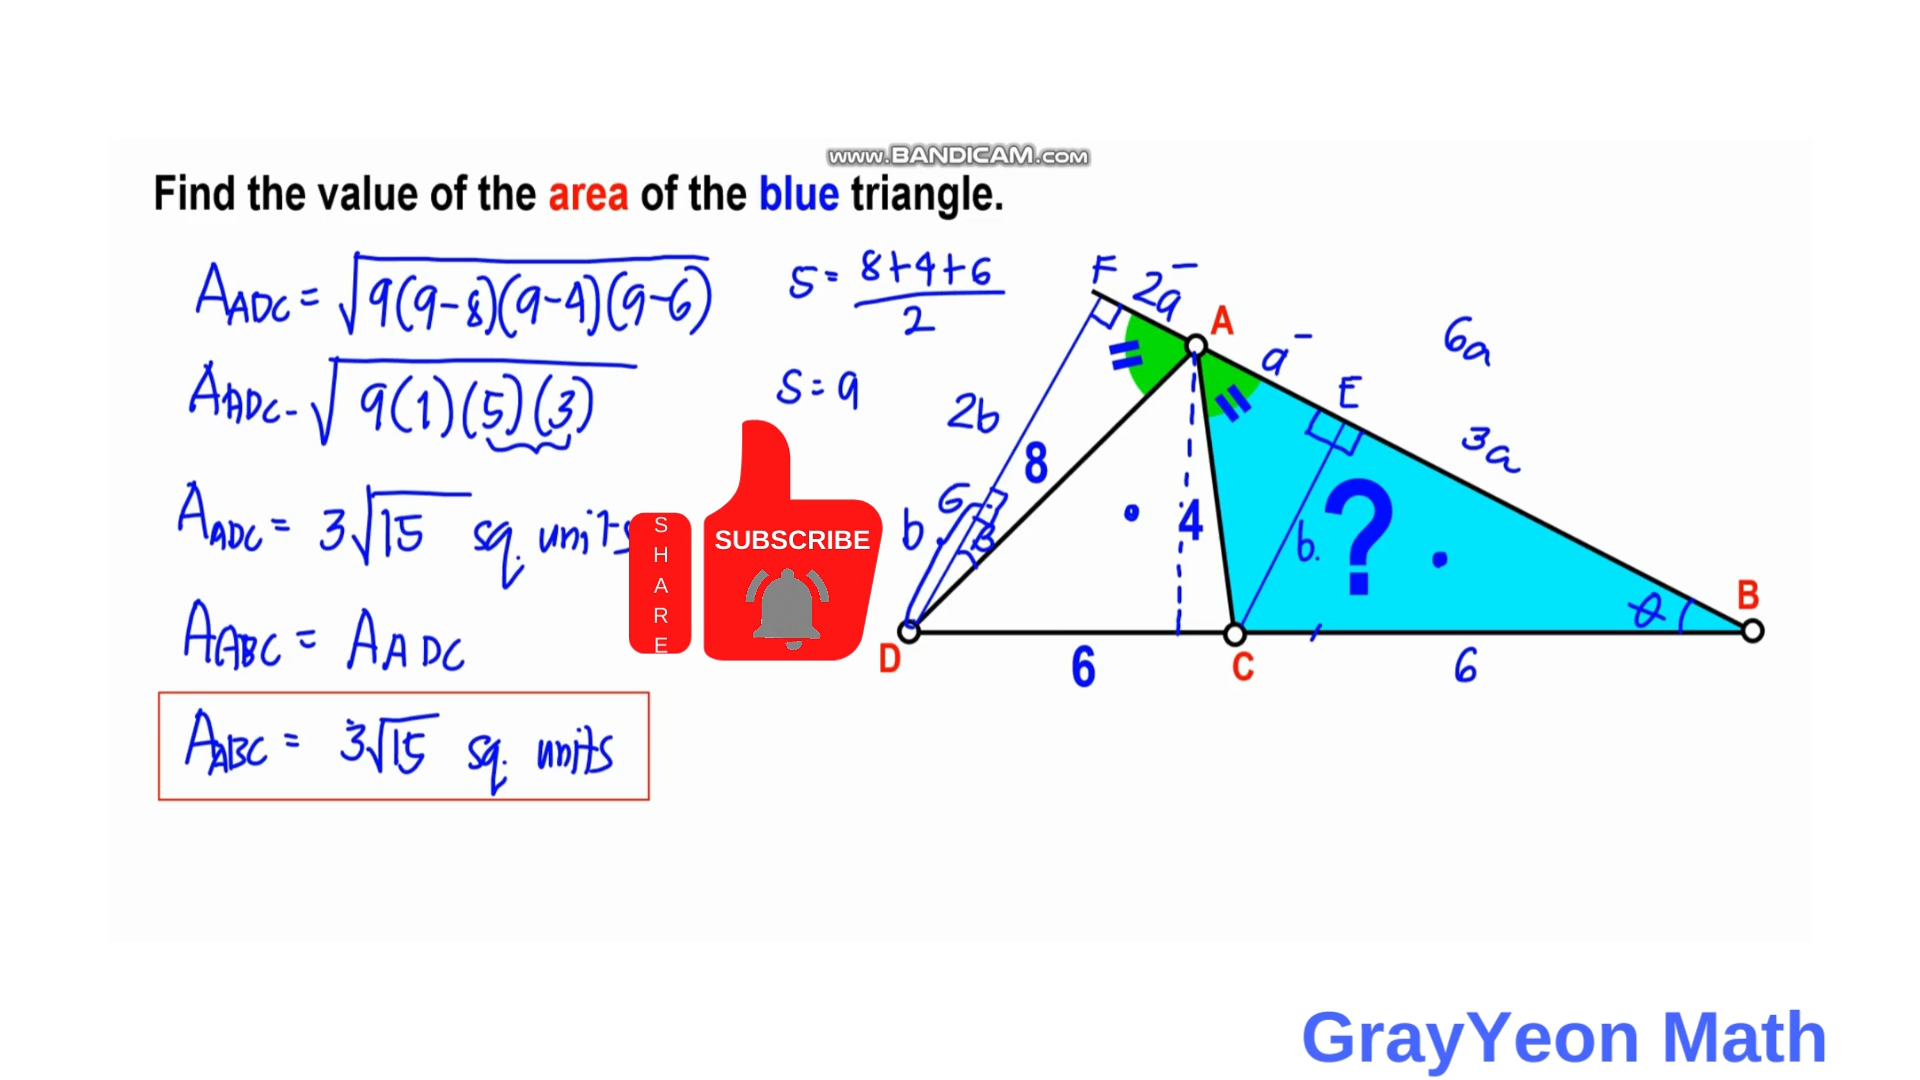 www.BANDICAM.com
Find the value of the area of the blue triangle.
A_ADC = √9(9-8)(9-4)(9-6)
S = 8+4+6 / 2
A_ADC = √9(1)(5)(3)
S = 9
A_ADC = 3√15 sq. units
A_ABC = A_ADC
A_ABC = 3√15 sq. units
SHARE
SUBSCRIBE
F 2a A
a E
6a
3a
2b
8
G
b
B
4
b.
?
θ B
D 6 C 6
GrayYeon Math